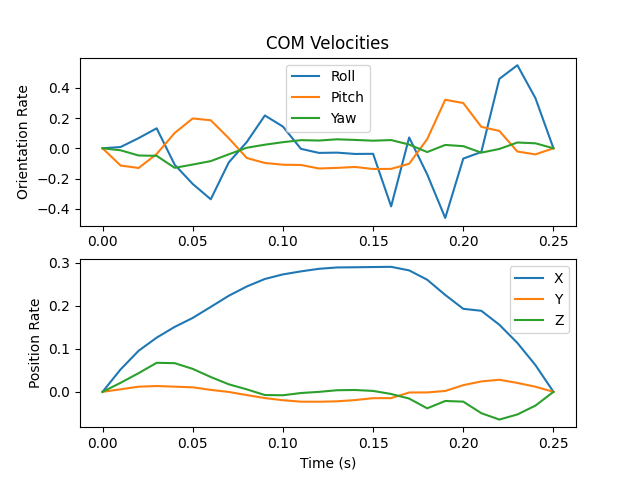 COM Velocities
Orientation Rate
0.4
0.2
0.0
−0.2
−0.4
Roll
Pitch
Yaw
0.00 0.05 0.10 0.15 0.20 0.25
Position Rate
0.3
0.2
0.1
0.0
X
Y
Z
0.00 0.05 0.10 0.15 0.20 0.25
Time (s)